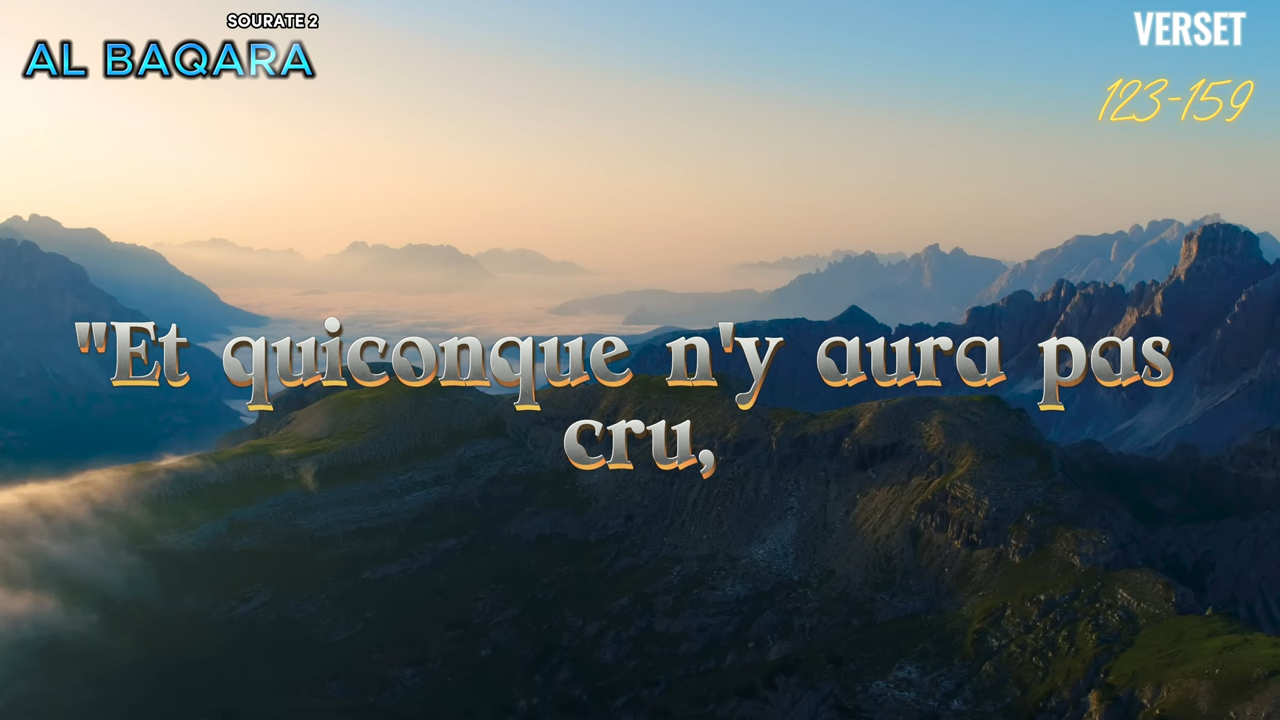 SOURATE 2
AL BAQARA
VERSET
123-159
"Et quiconque n'y aura pas
cru,